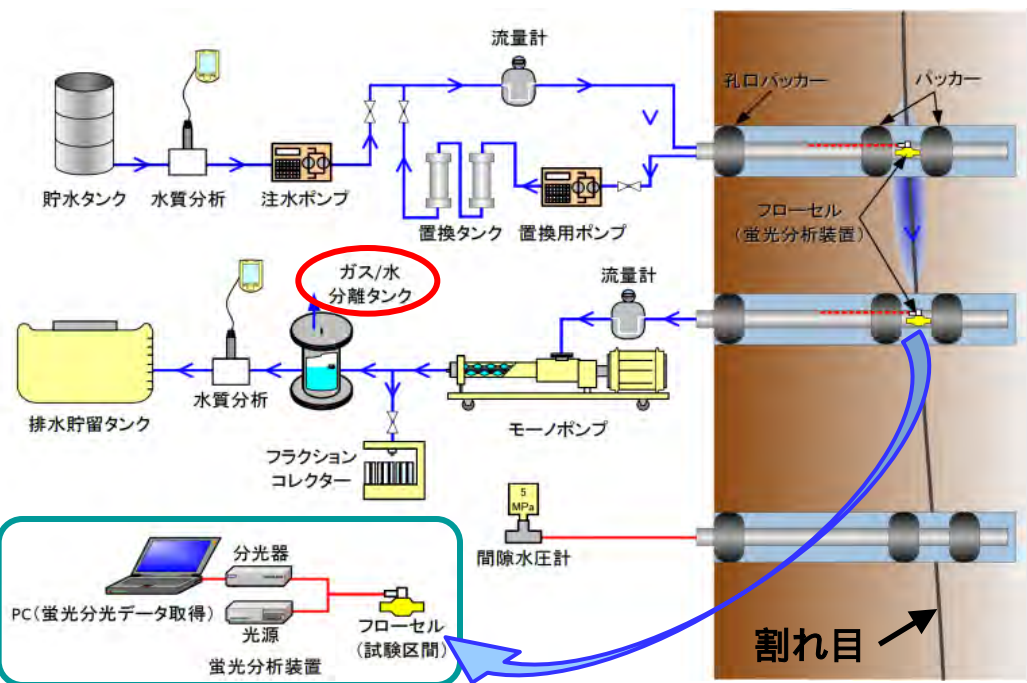 流量計
孔口パッカー
パッカー
貯水タンク
水質分析
注水ポンプ
置換タンク
置換用ポンプ
フローセル
(蛍光分析装置)
ガス/水
分離タンク
流量計
排水貯留タンク
水質分析
モーノポンプ
フラクション
コレクター
5
MPa
間隙水圧計
分光器
PC(蛍光分光データ取得)
光源
フローセル
(試験区間)
蛍光分析装置
割れ目